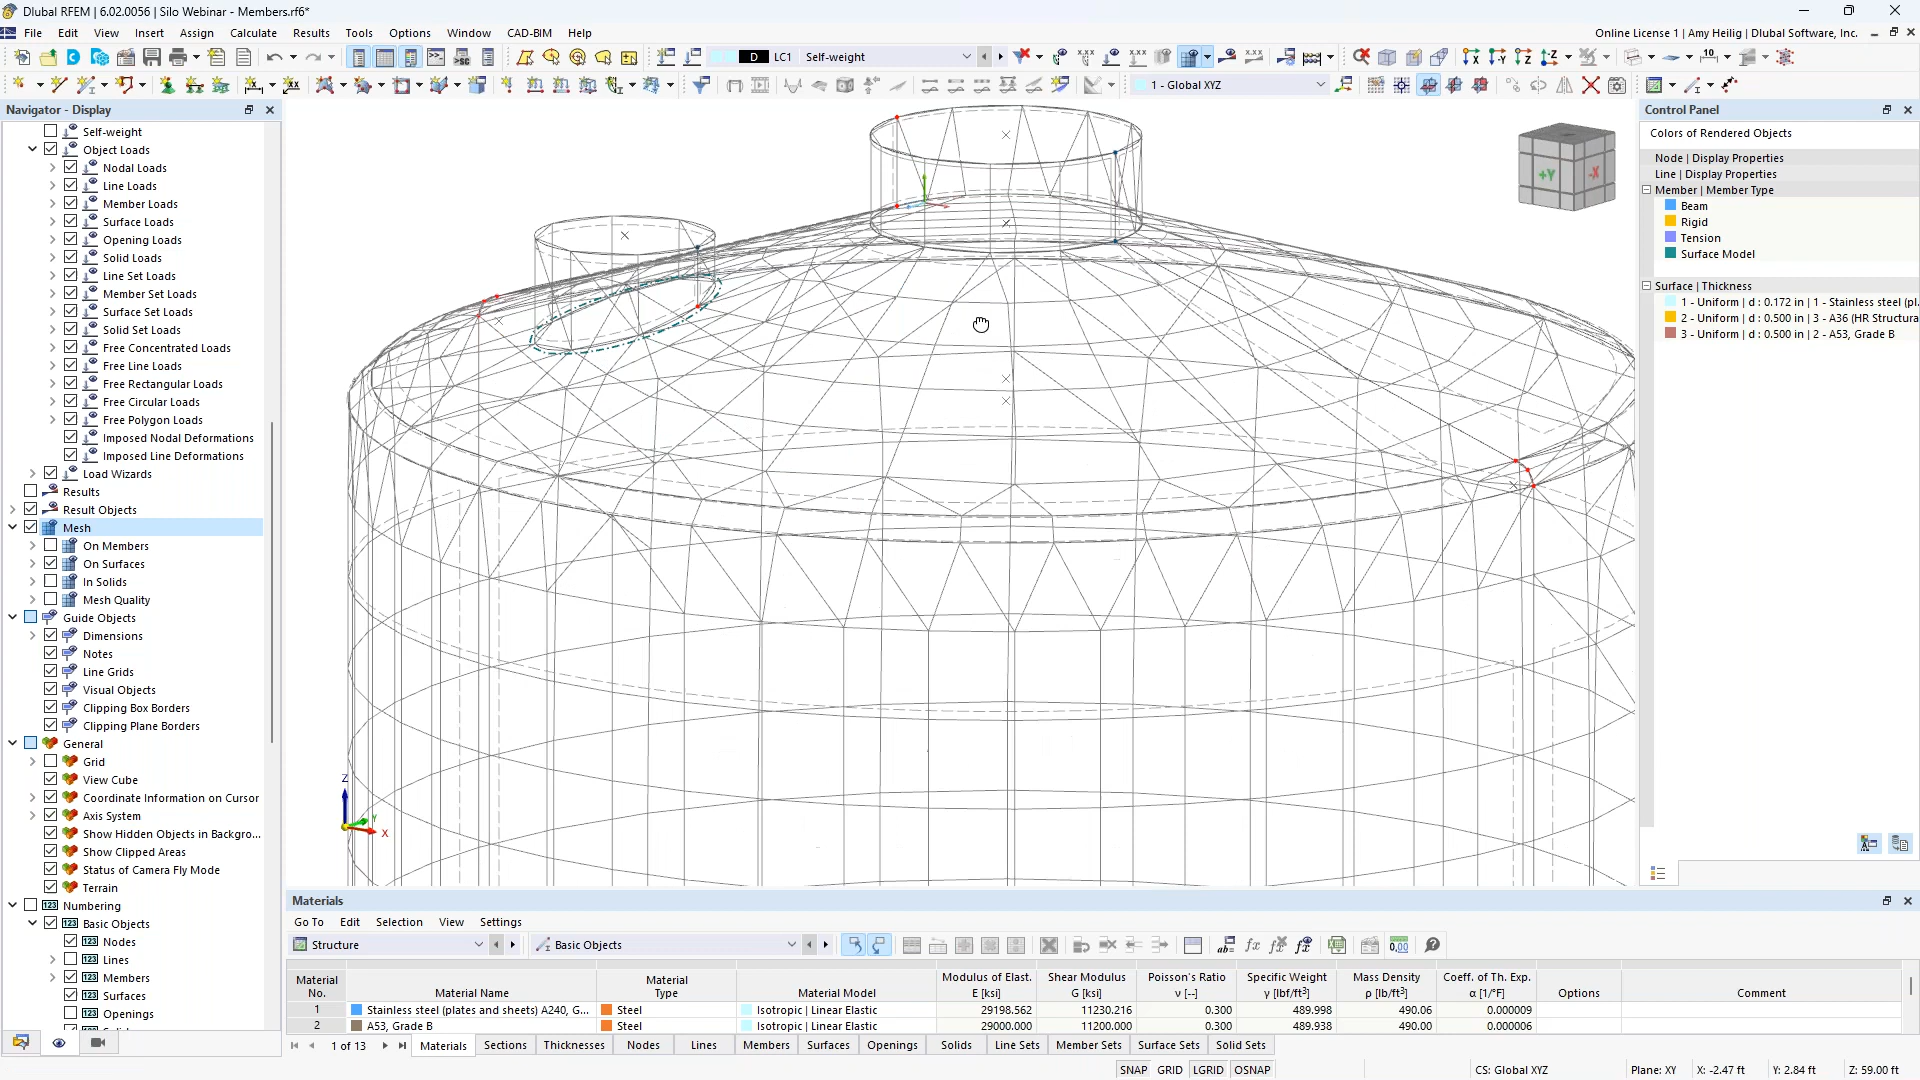 Dlubal RFEM | 6.02.0056 | Silo Webinar - Members.rf6*
File Edit View Insert Assign Calculate Results Tools Options Window CAD-BIM Help
Online License 1 | Amy Heilig | Dlubal Software, Inc.
D LC1 Self-weight
1 - Global XYZ
Navigator - Display
Self-weight
Object Loads
Nodal Loads
Line Loads
Member Loads
Surface Loads
Opening Loads
Solid Loads
Line Set Loads
Member Set Loads
Surface Set Loads
Solid Set Loads
Free Concentrated Loads
Free Line Loads
Free Rectangular Loads
Free Circular Loads
Free Polygon Loads
Imposed Nodal Deformations
Imposed Line Deformations
Load Wizards
Results
Result Objects
Mesh
On Members
On Surfaces
In Solids
Mesh Quality
Guide Objects
Dimensions
Notes
Line Grids
Visual Objects
Clipping Box Borders
Clipping Plane Borders
General
Grid
View Cube
Coordinate Information on Cursor
Axis System
Show Hidden Objects in Backgro...
Show Clipped Areas
Status of Camera Fly Mode
Terrain
Numbering
Basic Objects
123 Nodes
123 Lines
123 Members
123 Surfaces
123 Openings
+Y -X
Z
Y
X
Control Panel
Colors of Rendered Objects
Node | Display Properties
Line | Display Properties
Member | Member Type
Beam
Rigid
Tension
Surface Model
Surface | Thickness
1 - Uniform | d : 0.172 in | 1 - Stainless steel (pl.
2 - Uniform | d : 0.500 in | 3 - A36 (HR Structura
3 - Uniform | d : 0.500 in | 2 - A53, Grade B
Materials
Go To Edit Selection View Settings
Structure Basic Objects
Material No. Material Name Material Type Material Model Modulus of Elast. E [ksi] Shear Modulus G [ksi] Poisson's Ratio ν [--] Specific Weight γ [lbf/ft³] Mass Density ρ [lb/ft³] Coeff. of Th. Exp. α [1/°F] Options Comment
1 Stainless steel (plates and sheets) A240, G... Steel Isotropic | Linear Elastic 29198.562 11230.216 0.300 489.998 490.06 0.000009
2 A53, Grade B Steel Isotropic | Linear Elastic 29000.000 11200.000 0.300 489.938 490.00 0.000006
1 of 13 Materials Sections Thicknesses Nodes Lines Members Surfaces Openings Solids Line Sets Member Sets Surface Sets Solid Sets
SNAP GRID LGRID OSNAP CS: Global XYZ Plane: XY X: -2.47 ft Y: 2.84 ft Z: 59.00 ft